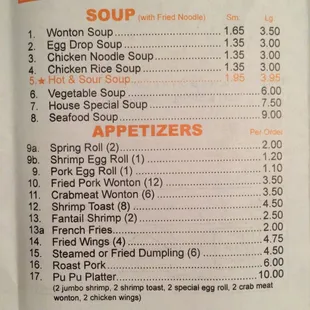 SOUP (with Fried Noodle) Sm. Lg.
1. Wonton Soup 1.65 3.50
2. Egg Drop Soup 1.35 3.00
3. Chicken Noodle Soup 1.35 3.00
4. Chicken Rice Soup 1.35 3.00
5.★ Hot & Sour Soup 1.95 3.95
6. Vegetable Soup 6.00
7. House Special Soup 7.50
8. Seafood Soup 9.00
APPETIZERS Per Order
9a. Spring Roll (2) 2.00
9b. Shrimp Egg Roll (1) 1.20
9. Pork Egg Roll (1) 1.10
10. Fried Pork Wonton (12) 3.50
11. Crabmeat Wonton (6) 3.50
12. Shrimp Toast (8) 4.50
13. Fantail Shrimp (2) 2.50
13a French Fries 2.00
14. Fried Wings (4) 4.75
15. Steamed or Fried Dumpling (6) 4.50
16. Roast Pork 6.00
17. Pu Pu Platter 10.00
(2 jumbo shrimp, 2 shrimp toast, 2 special egg roll, 2 crab meat
wonton, 2 chicken wings)